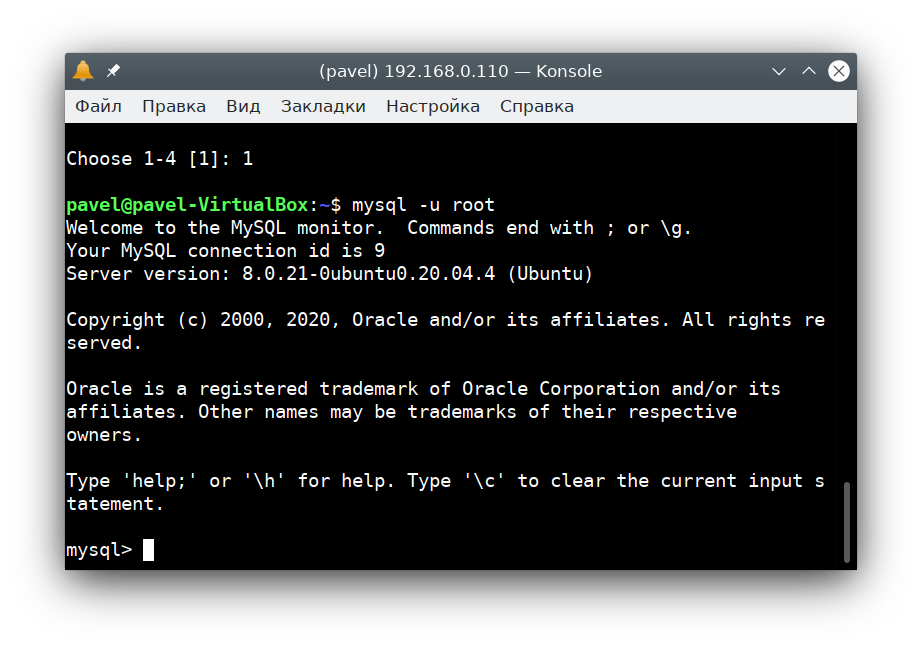 (pavel) 192.168.0.110 — Konsole
Файл Правка Вид Закладки Настройка Справка
Choose 1-4 [1]: 1
pavel@pavel-VirtualBox:~$ mysql -u root
Welcome to the MySQL monitor.  Commands end with ; or \g.
Your MySQL connection id is 9
Server version: 8.0.21-0ubuntu0.20.04.4 (Ubuntu)
Copyright (c) 2000, 2020, Oracle and/or its affiliates. All rights re
served.
Oracle is a registered trademark of Oracle Corporation and/or its
affiliates. Other names may be trademarks of their respective
owners.
Type 'help;' or '\h' for help. Type '\c' to clear the current input s
tatement.
mysql>